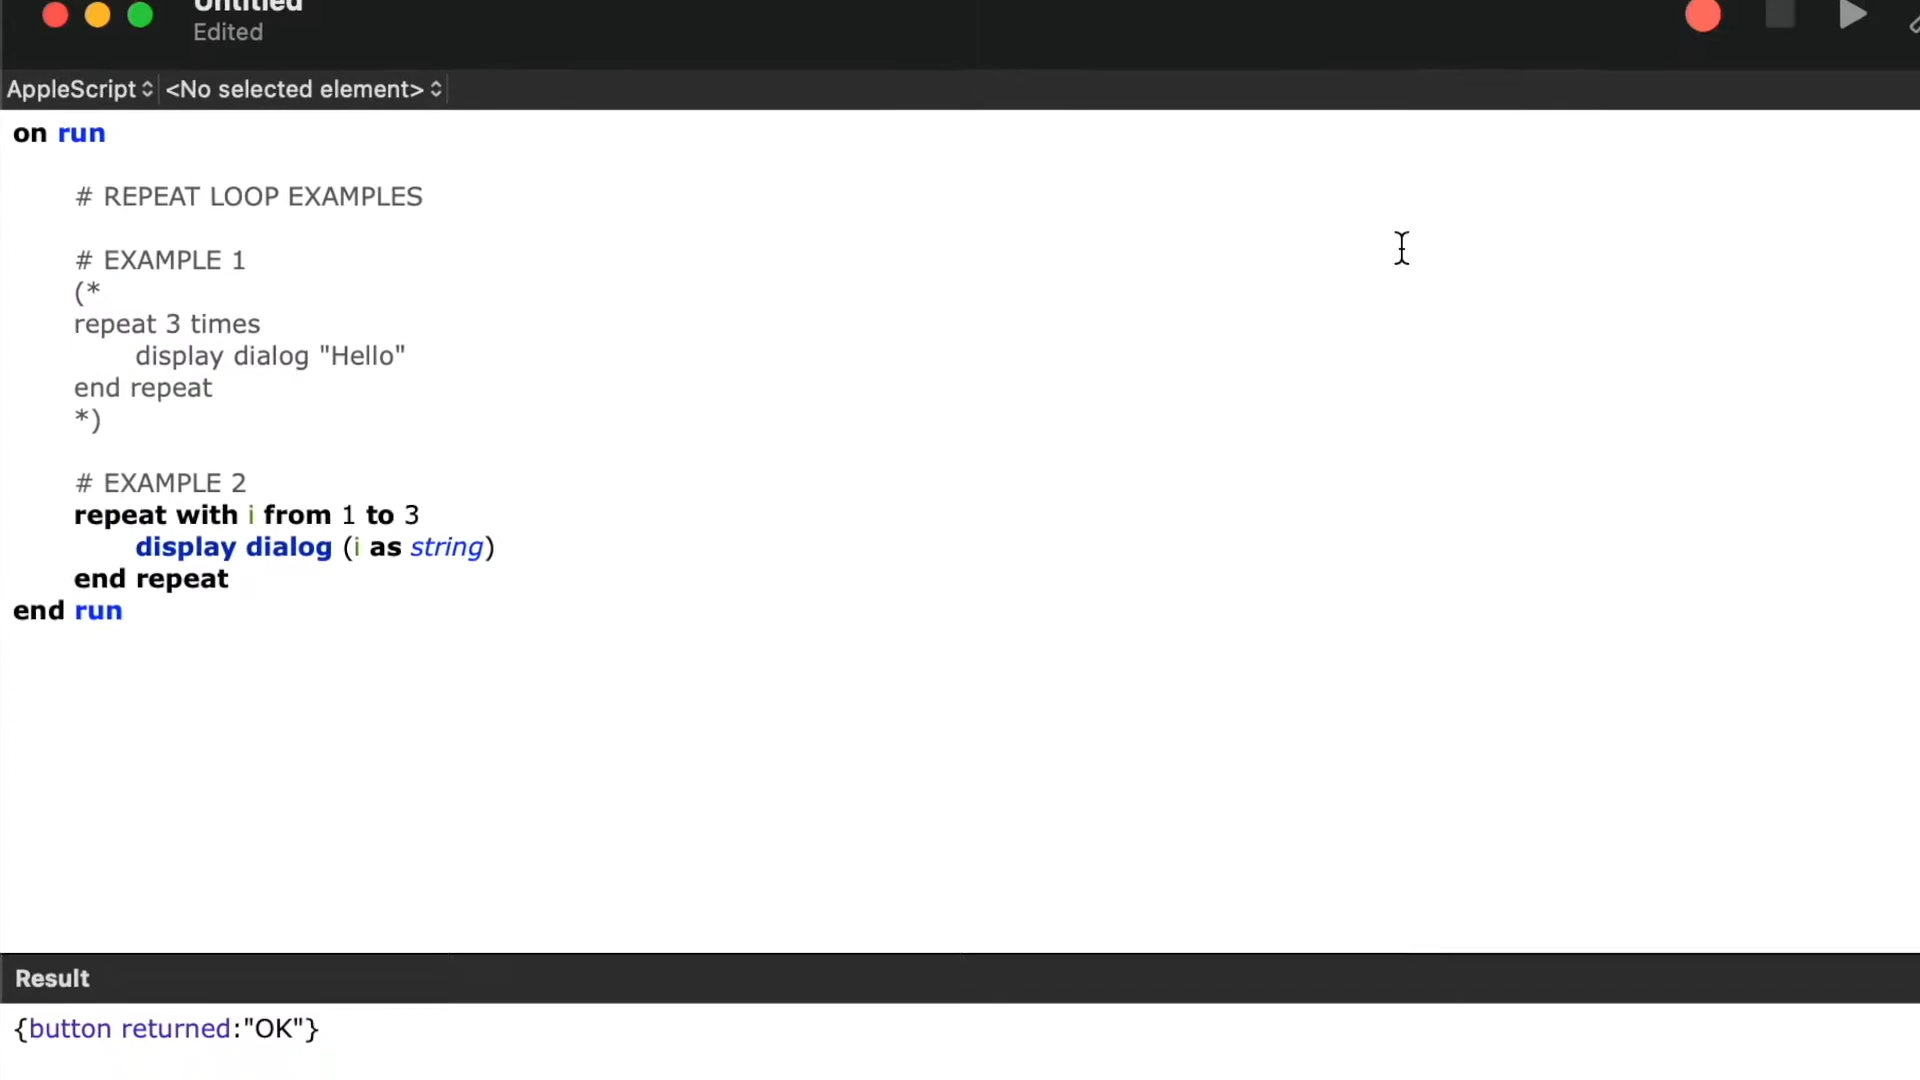 Untitled
Edited
AppleScript <No selected element>
on run
# REPEAT LOOP EXAMPLES
# EXAMPLE 1
(*
repeat 3 times
display dialog "Hello"
end repeat
*)
# EXAMPLE 2
repeat with i from 1 to 3
display dialog (i as string)
end repeat
end run
Result
{button returned:"OK"}